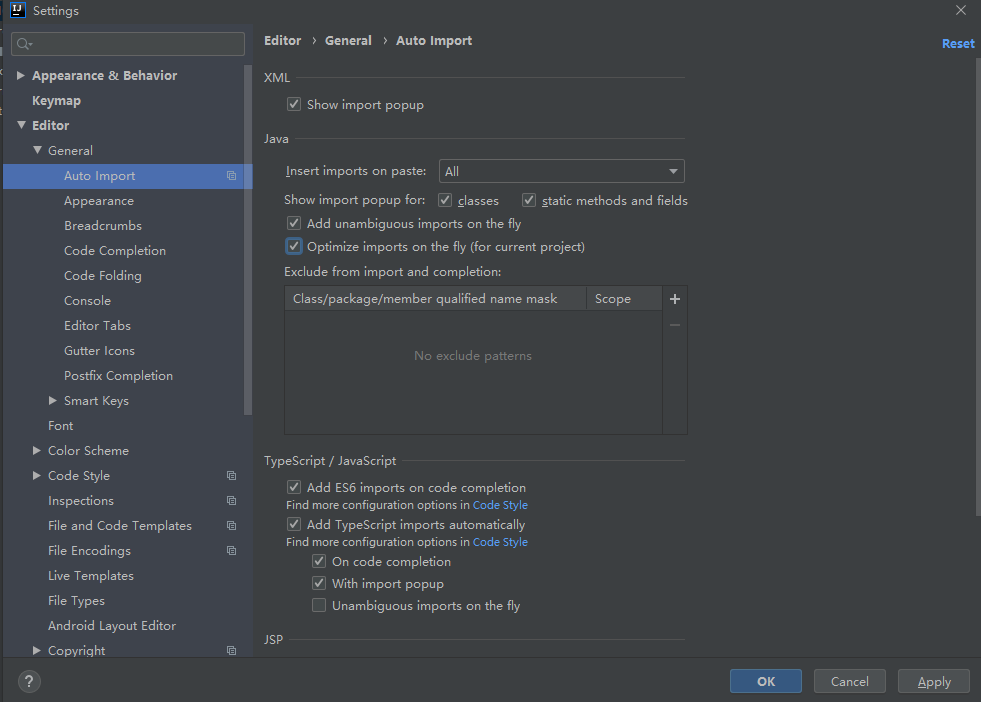 Settings
Editor › General › Auto Import
Reset
Appearance & Behavior
Keymap
Editor
General
Auto Import
Appearance
Breadcrumbs
Code Completion
Code Folding
Console
Editor Tabs
Gutter Icons
Postfix Completion
Smart Keys
Font
Color Scheme
Code Style
Inspections
File and Code Templates
File Encodings
Live Templates
File Types
Android Layout Editor
Copyright
XML
Show import popup
Java
Insert imports on paste: All
Show import popup for: classes static methods and fields
Add unambiguous imports on the fly
Optimize imports on the fly (for current project)
Exclude from import and completion:
Class/package/member qualified name mask Scope
No exclude patterns
TypeScript / JavaScript
Add ES6 imports on code completion
Find more configuration options in Code Style
Add TypeScript imports automatically
Find more configuration options in Code Style
On code completion
With import popup
Unambiguous imports on the fly
JSP
? OK Cancel Apply